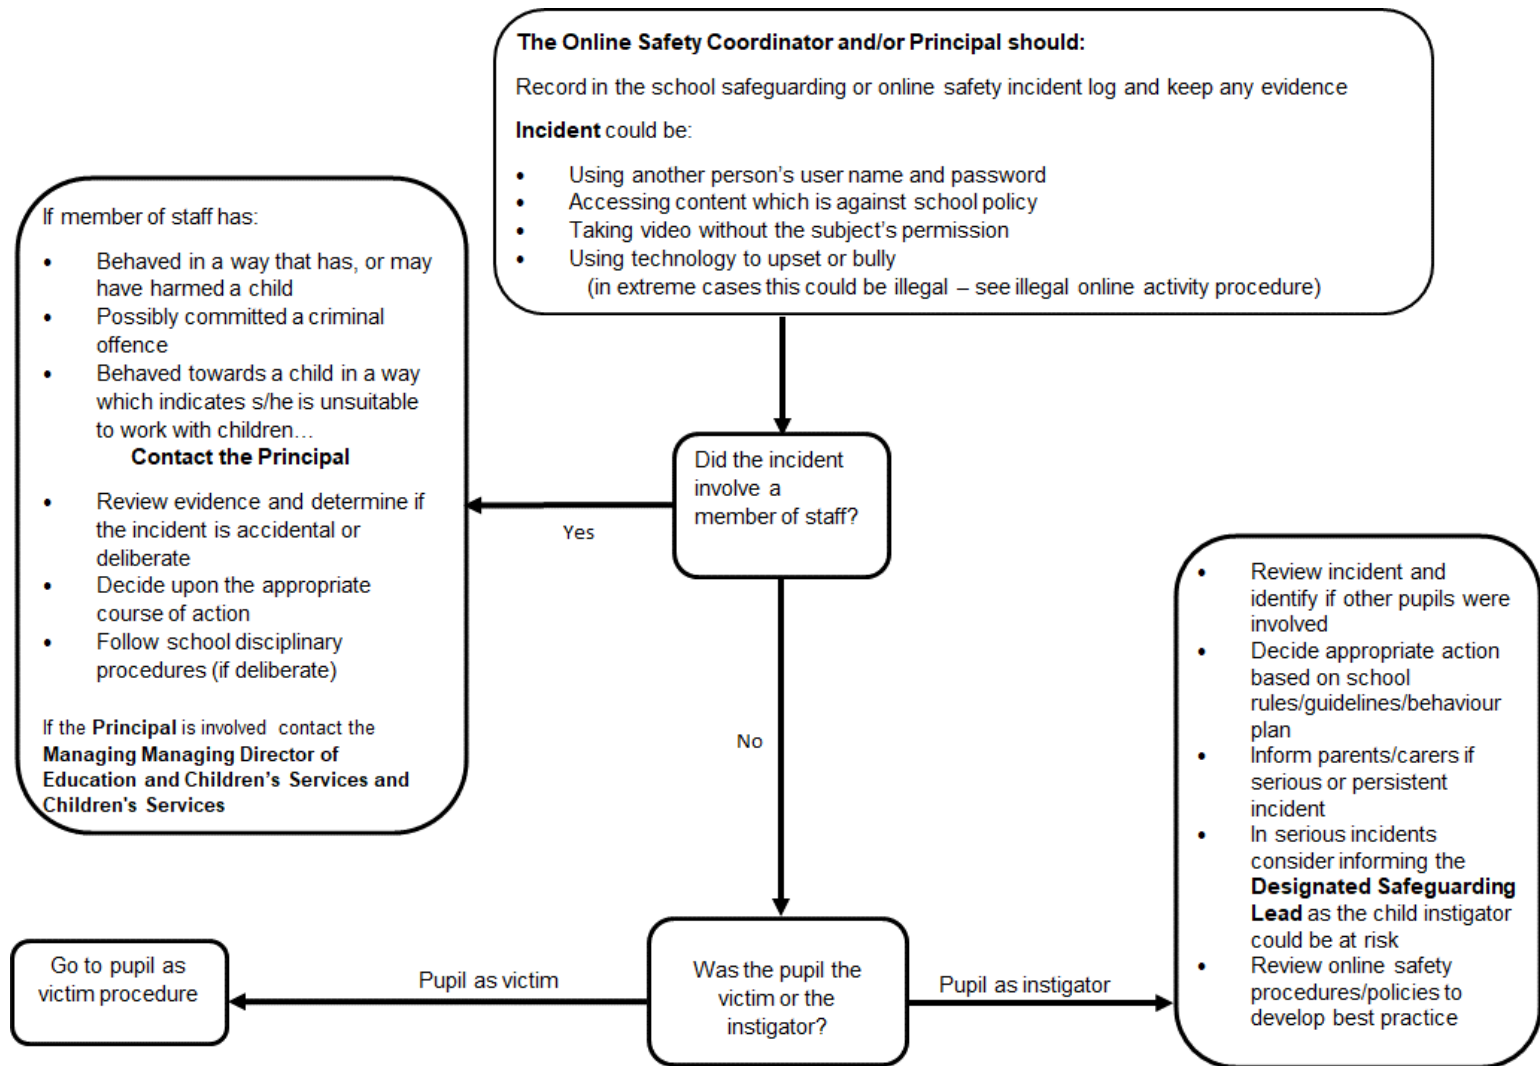 The Online Safety Coordinator and/or Principal should:
Record in the school safeguarding or online safety incident log and keep any evidence
Incident could be:
• Using another person's user name and password
• Accessing content which is against school policy
• Taking video without the subject's permission
• Using technology to upset or bully
(in extreme cases this could be illegal – see illegal online activity procedure)
If member of staff has:
• Behaved in a way that has, or may
have harmed a child
• Possibly committed a criminal
offence
• Behaved towards a child in a way
which indicates s/he is unsuitable
to work with children…
Contact the Principal
• Review evidence and determine if
the incident is accidental or
deliberate
• Decide upon the appropriate
course of action
• Follow school disciplinary
procedures (if deliberate)
If the Principal is involved contact the
Managing Managing Director of
Education and Children's Services and
Children's Services
Did the incident
involve a
member of staff?
Yes
No
Was the pupil the
victim or the
instigator?
Pupil as victim
Go to pupil as
victim procedure
Pupil as instigator
• Review incident and
identify if other pupils were
involved
• Decide appropriate action
based on school
rules/guidelines/behaviour
plan
• Inform parents/carers if
serious or persistent
incident
• In serious incidents
consider informing the
Designated Safeguarding
Lead as the child instigator
could be at risk
• Review online safety
procedures/policies to
develop best practice